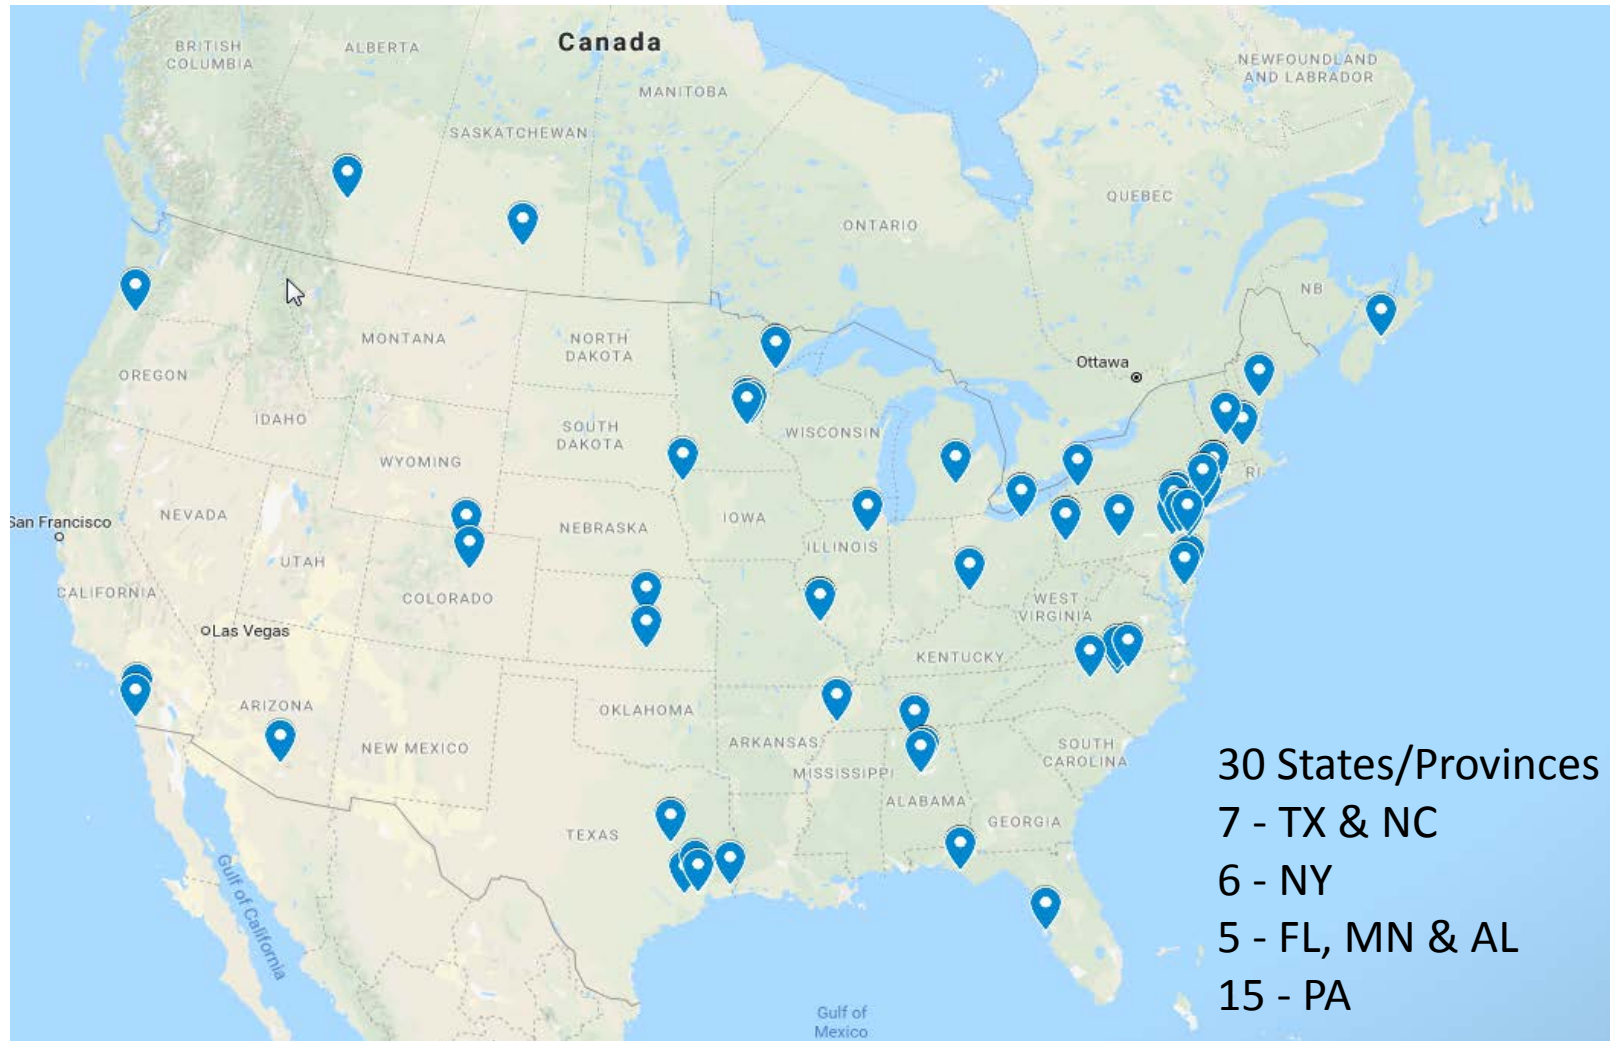 Canada
BRITISH
COLUMBIA
ALBERTA
NEWFOUNDLAND
AND LABRADOR
MANITOBA
SASKATCHEWAN
QUEBEC
ONTARIO
NB
MONTANA
NORTH
DAKOTA
Ottawa
OREGON
IDAHO
SOUTH
DAKOTA
WISCONSIN
WYOMING
RI
San Francisco
NEVADA
NEBRASKA
IOWA
ILLINOIS
UTAH
CALIFORNIA
COLORADO
WEST
VIRGINIA
Las Vegas
KENTUCKY
ARIZONA
OKLAHOMA
NEW MEXICO
ARKANSAS
SOUTH
CAROLINA
MISSISSIPPI
ALABAMA
GEORGIA
TEXAS
Gulf of California
Gulf of
Mexico
30 States/Provinces
7 - TX & NC
6 - NY
5 - FL, MN & AL
15 - PA